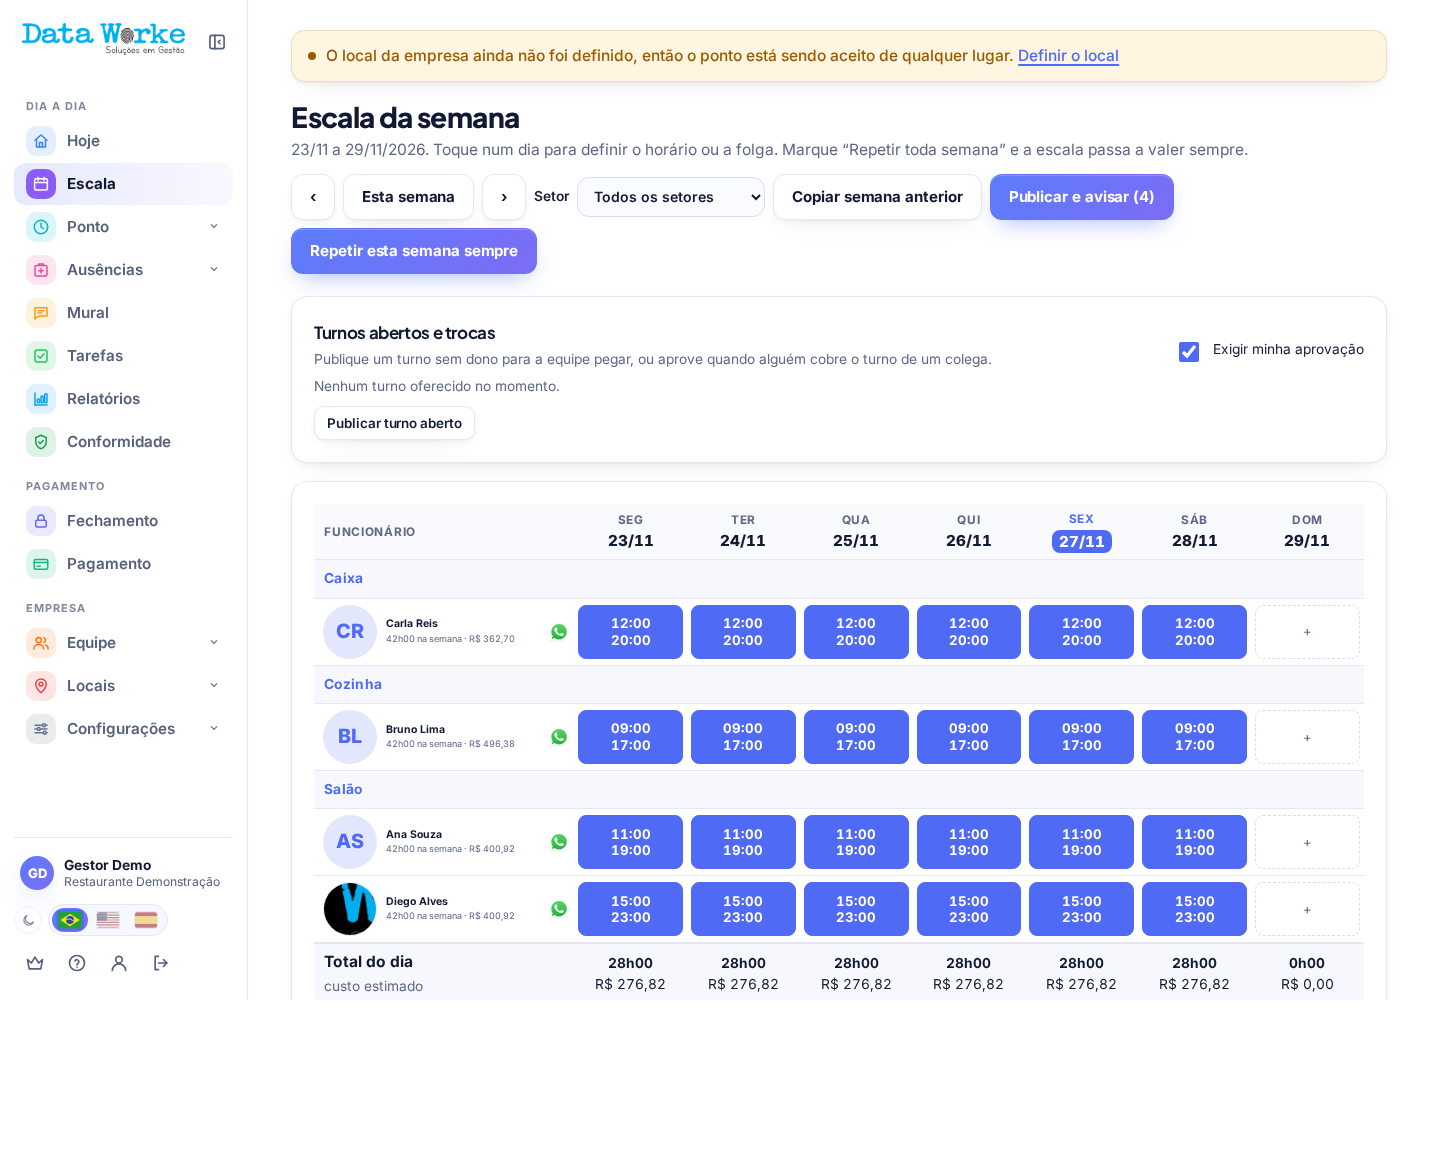 Data Worke
Soluções em Gestão
DIA A DIA
Hoje
Escala
Ponto
Ausências
Mural
Tarefas
Relatórios
Conformidade
PAGAMENTO
Fechamento
Pagamento
EMPRESA
Equipe
Locais
Configurações
GD
Gestor Demo
Restaurante Demonstração
O local da empresa ainda não foi definido, então o ponto está sendo aceito de qualquer lugar. Definir o local
Escala da semana
23/11 a 29/11/2026. Toque num dia para definir o horário ou a folga. Marque “Repetir toda semana” e a escala passa a valer sempre.
‹ Esta semana › Setor Todos os setores Copiar semana anterior Publicar e avisar (4)
Repetir esta semana sempre
Turnos abertos e trocas
Publique um turno sem dono para a equipe pegar, ou aprove quando alguém cobre o turno de um colega.
Exigir minha aprovação
Nenhum turno oferecido no momento.
Publicar turno aberto
FUNCIONÁRIO
SEG TER QUA QUI SEX SÁB DOM
23/11 24/11 25/11 26/11 27/11 28/11 29/11
Caixa
CR
Carla Reis
42h00 na semana · R$ 362,70
12:00 12:00 12:00 12:00 12:00 12:00
20:00 20:00 20:00 20:00 20:00 20:00
+
Cozinha
BL
Bruno Lima
42h00 na semana · R$ 496,38
09:00 09:00 09:00 09:00 09:00 09:00
17:00 17:00 17:00 17:00 17:00 17:00
+
Salão
AS
Ana Souza
42h00 na semana · R$ 400,92
11:00 11:00 11:00 11:00 11:00 11:00
19:00 19:00 19:00 19:00 19:00 19:00
+
Diego Alves
42h00 na semana · R$ 400,92
15:00 15:00 15:00 15:00 15:00 15:00
23:00 23:00 23:00 23:00 23:00 23:00
+
Total do dia
28h00 28h00 28h00 28h00 28h00 28h00 0h00
custo estimado
R$ 276,82 R$ 276,82 R$ 276,82 R$ 276,82 R$ 276,82 R$ 276,82 R$ 0,00